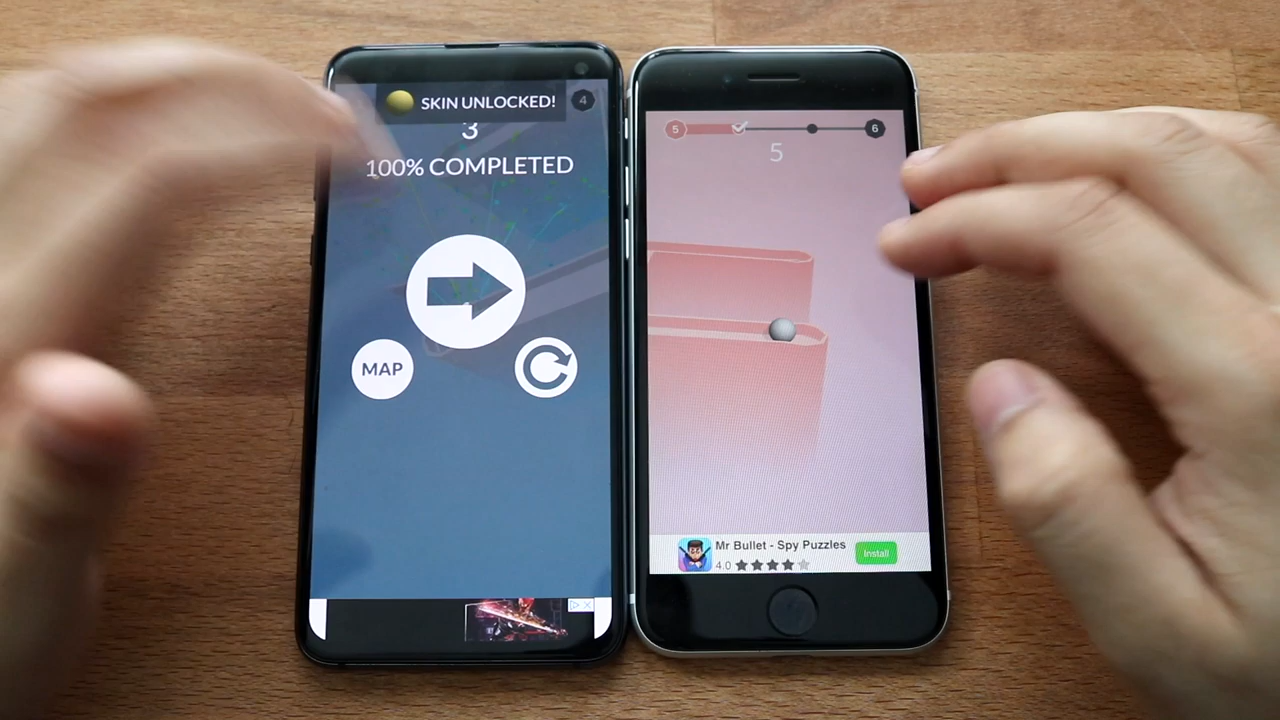 SKIN UNLOCKED!
4
3
100% COMPLETED
MAP
5
6
5
Mr Bullet - Spy Puzzles
4.0
Install